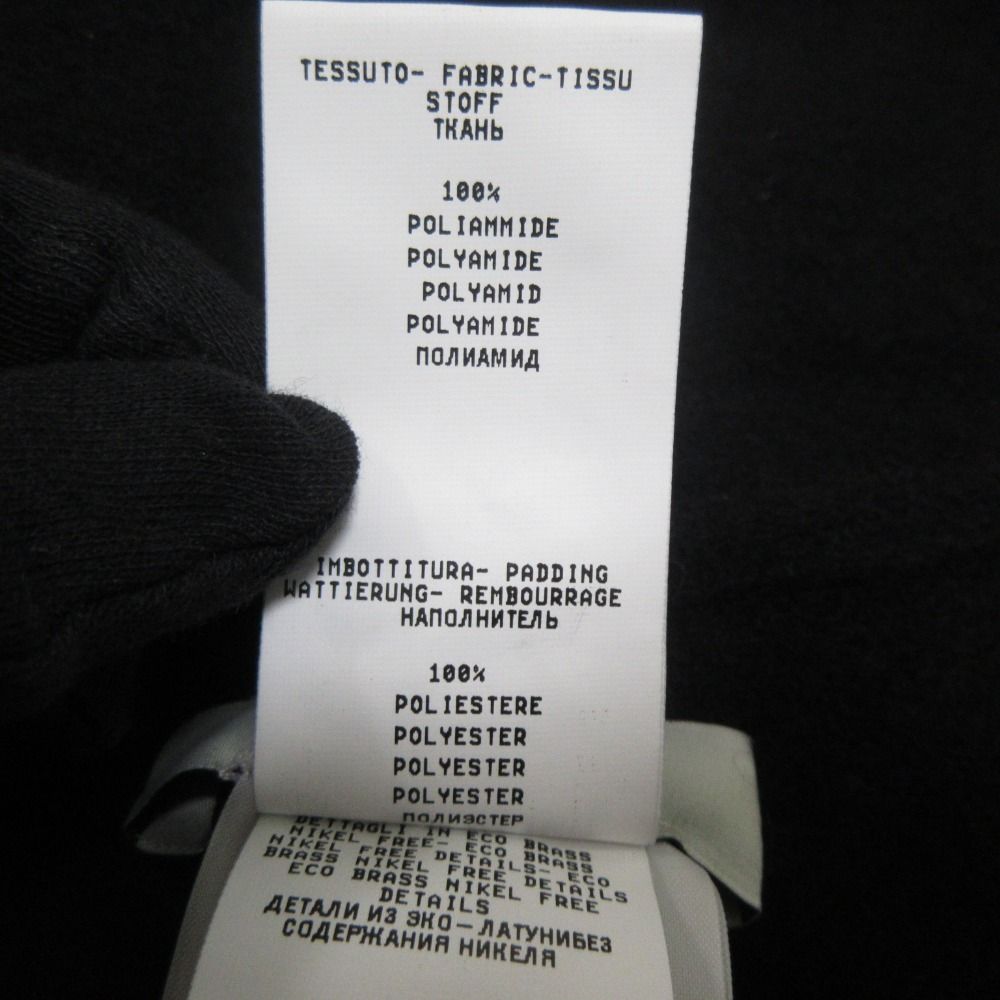 TESSUTO- FABRIC-TISSU
STOFF
ТКАНЬ
100%
POLIAMMIDE
POLYAMIDE
POLYAMID
POLYAMIDE
ПОЛИАМИД
IMBOTTITURA- PADDING
WATTIERUNG- REMBOURRAGE
НАПОЛНИТЕЛЬ
100%
POLIESTERE
POLYESTER
POLYESTER
POLYESTER
ПОЛИЭСТЕР
DETTAGLI IN ECO BRASS
NIKEL FREE- ECO BRASS
NIKEL FREE DETAILS- ECO
BRASS NIKEL FREE DETAILS
ECO BRASS NIKEL FREE
DETAILS
ДЕТАЛИ ИЗ ЭКО-ЛАТУНИБЕЗ
СОДЕРЖАНИЯ НИКЕЛЯ